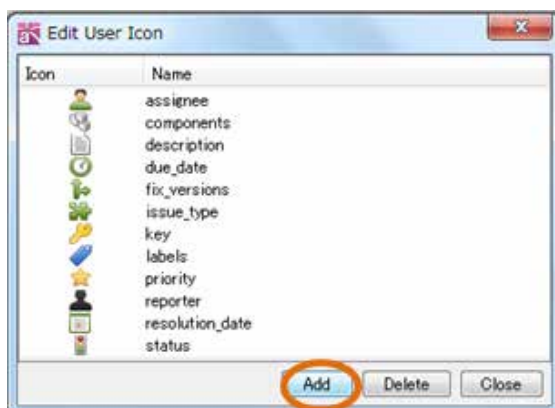 Edit User Icon
Icon Name
assignee
components
description
due_date
fix_versions
issue_type
key
labels
priority
reporter
resolution_date
status
Add Delete Close